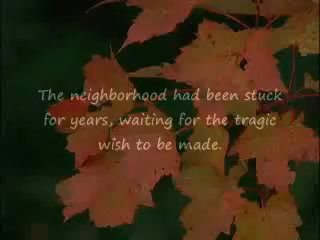 The neighborhood had been stuck
for years, waiting for the tragic
wish to be made.